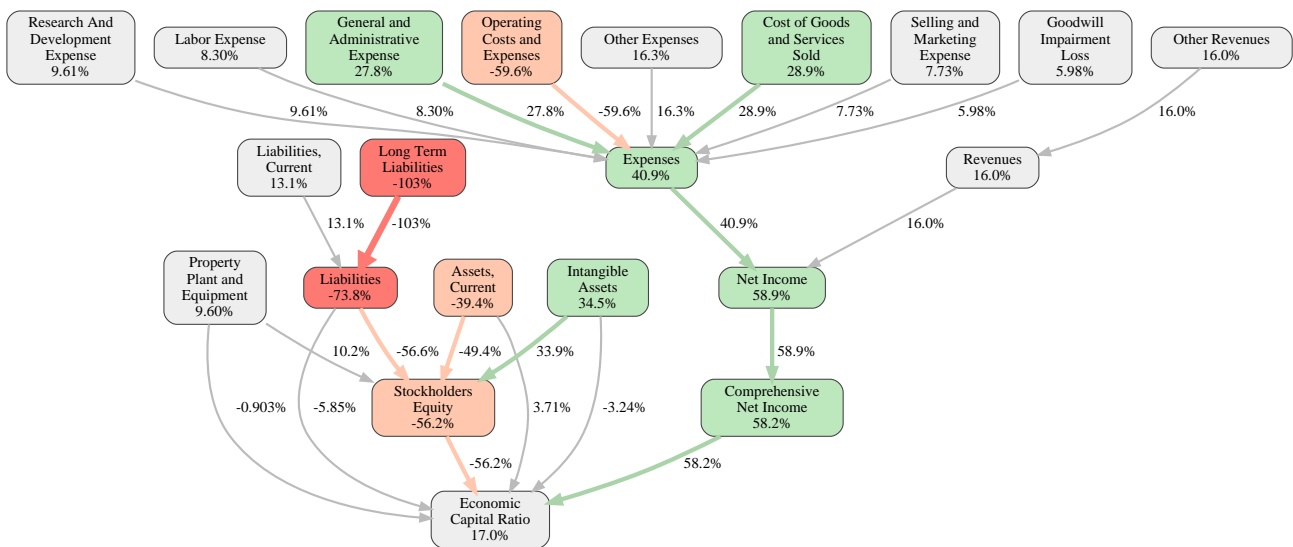 Research And
Development
Expense
9.61%
Labor Expense
8.30%
General and
Administrative
Expense
27.8%
Operating
Costs and
Expenses
-59.6%
Other Expenses
16.3%
Cost of Goods
and Services
Sold
28.9%
Selling and
Marketing
Expense
7.73%
Goodwill
Impairment
Loss
5.98%
Other Revenues
16.0%
9.61%
8.30%
27.8%
-59.6%
16.3%
28.9%
7.73%
5.98%
16.0%
Liabilities,
Current
13.1%
Long Term
Liabilities
-103%
Expenses
40.9%
Revenues
16.0%
13.1%
-103%
40.9%
16.0%
Property
Plant and
Equipment
9.60%
Liabilities
-73.8%
Assets,
Current
-39.4%
Intangible
Assets
34.5%
Net Income
58.9%
10.2%
-56.6%
-49.4%
33.9%
58.9%
-0.903%
-5.85%
Stockholders
Equity
-56.2%
3.71%
-3.24%
Comprehensive
Net Income
58.2%
-56.2%
58.2%
Economic
Capital Ratio
17.0%